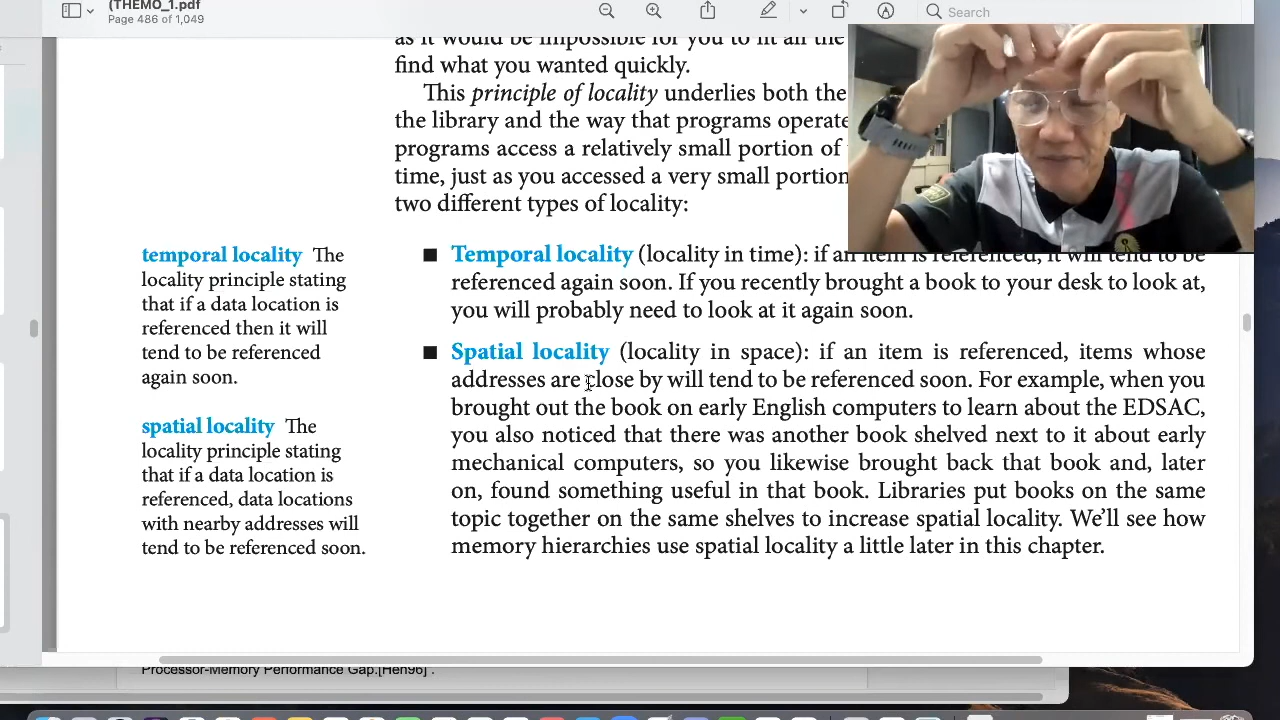 (THEMO_1.pdf
Page 486 of 1,049
Search
as it would be impossible for you to fit all the
find what you wanted quickly.
This principle of locality underlies both the
the library and the way that programs operate
programs access a relatively small portion of
time, just as you accessed a very small portion
two different types of locality:
temporal locality The
locality principle stating
that if a data location is
referenced then it will
tend to be referenced
again soon.
spatial locality The
locality principle stating
that if a data location is
referenced, data locations
with nearby addresses will
tend to be referenced soon.
■ Temporal locality (locality in time): if an item is referenced, it will tend to be
referenced again soon. If you recently brought a book to your desk to look at,
you will probably need to look at it again soon.
■ Spatial locality (locality in space): if an item is referenced, items whose
addresses are close by will tend to be referenced soon. For example, when you
brought out the book on early English computers to learn about the EDSAC,
you also noticed that there was another book shelved next to it about early
mechanical computers, so you likewise brought back that book and, later
on, found something useful in that book. Libraries put books on the same
topic together on the same shelves to increase spatial locality. We'll see how
memory hierarchies use spatial locality a little later in this chapter.
Processor-Memory Performance Gap.[Hen96] .